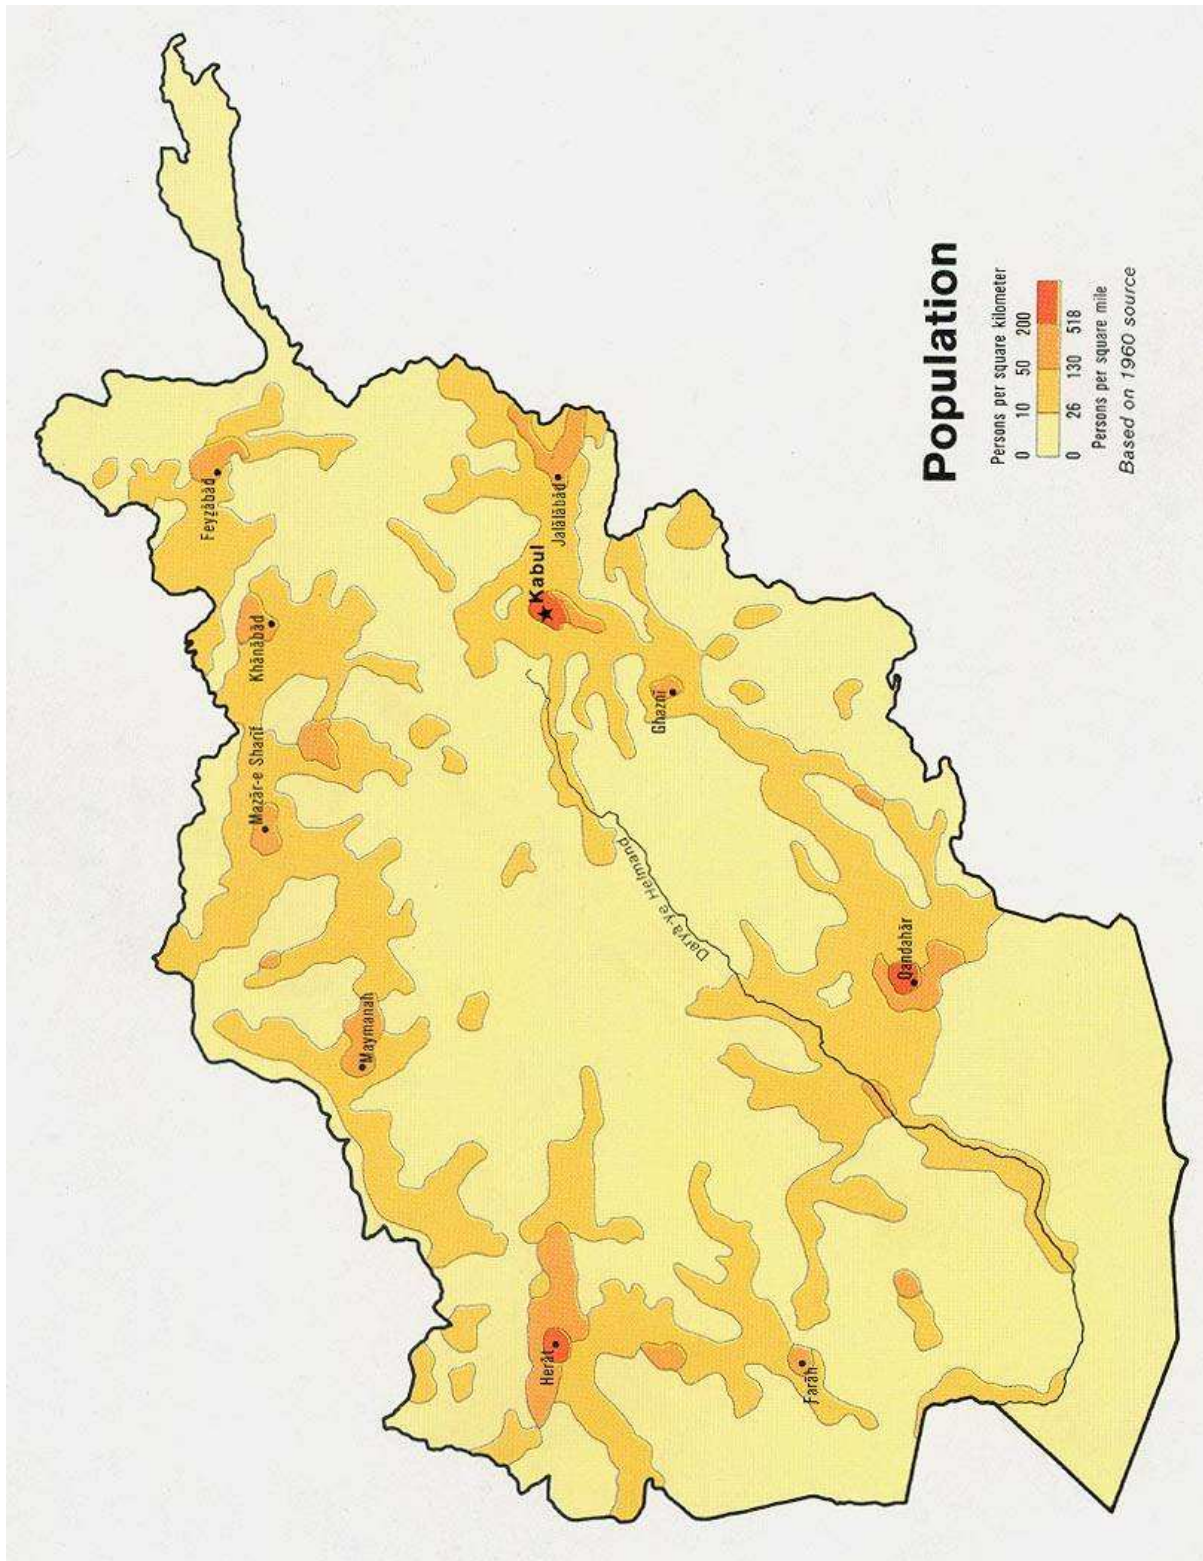 Feyẕābād
Khānābād
Mazār-e Sharīf
Maymanah
Kabul
Jalālābād
Ghaznī
Daryā-ye Helmand
Qandahār
Herāt
Farāh
Population
Persons per square kilometer
0 10 50 200
0 26 130 518
Persons per square mile
Based on 1960 source